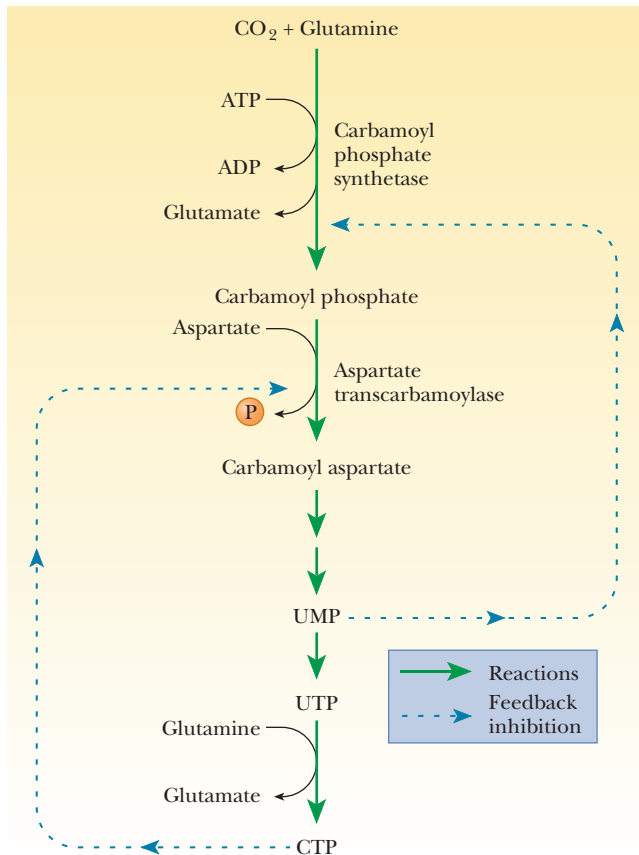 CO₂ + Glutamine
ATP
Carbamoyl
phosphate
synthetase
ADP
Glutamate
Carbamoyl phosphate
Aspartate
Aspartate
transcarbamoylase
P
Carbamoyl aspartate
UMP
Reactions
Feedback
inhibition
UTP
Glutamine
Glutamate
CTP